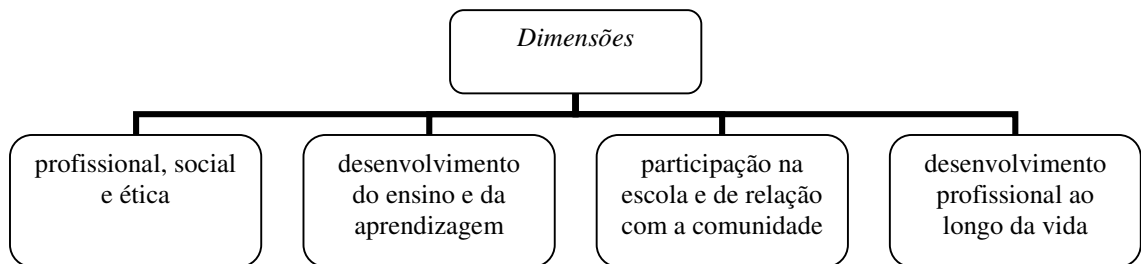 Dimensões
profissional, social
e ética
desenvolvimento
do ensino e da
aprendizagem
participação na
escola e de relação
com a comunidade
desenvolvimento
profissional ao
longo da vida